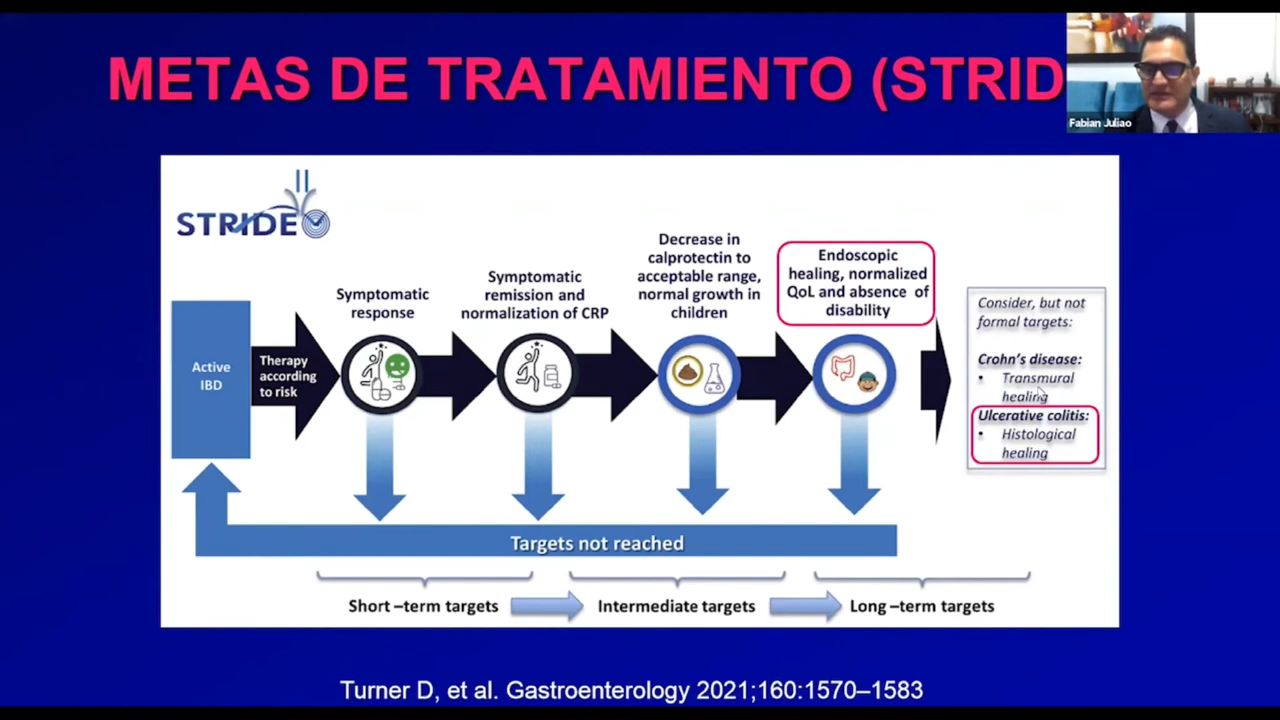 METAS DE TRATAMIENTO (STRID
Fabian Juliao
II
STRIDE
Decrease in
calprotectin to
acceptable range,
normal growth in
children
Endoscopic
healing, normalized
QoL and absence of
disability
Symptomatic
remission and
normalization of CRP
Symptomatic
response
Consider, but not
formal targets:
Crohn's disease:
• Transmural
healing
Ulcerative colitis:
• Histological
healing
Active
IBD
Therapy
according
to risk
Targets not reached
Short –term targets
Intermediate targets
Long –term targets
Turner D, et al. Gastroenterology 2021;160:1570–1583